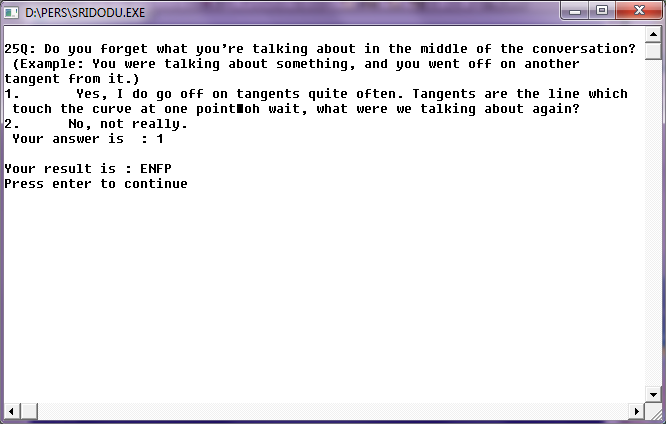 D:\PERS\SRIDODU.EXE
25Q: Do you forget what you're talking about in the middle of the conversation?
(Example: You were talking about something, and you went off on another
tangent from it.)
1. Yes, I do go off on tangents quite often. Tangents are the line which
touch the curve at one point■oh wait, what were we talking about again?
2. No, not really.
Your answer is : 1
Your result is : ENFP
Press enter to continue